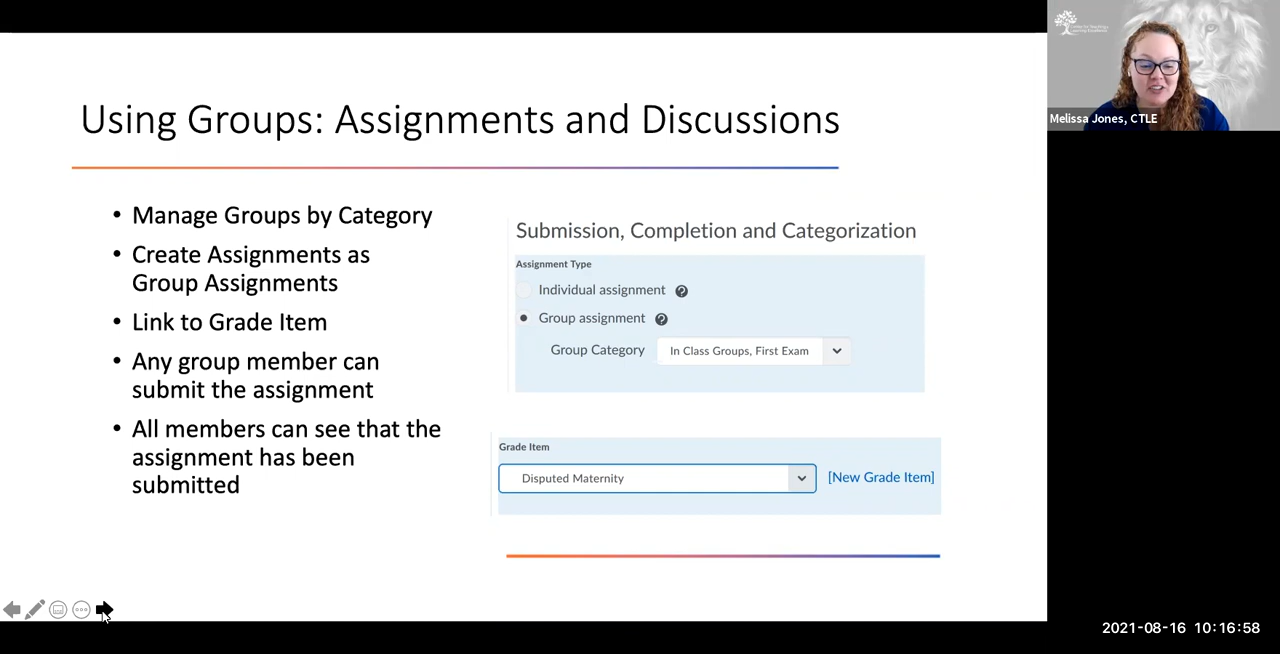 Using Groups: Assignments and Discussions
• Manage Groups by Category
• Create Assignments as
Group Assignments
• Link to Grade Item
• Any group member can
submit the assignment
• All members can see that the
assignment has been
submitted
Submission, Completion and Categorization
Assignment Type
Individual assignment
Group assignment
Group Category In Class Groups, First Exam
Grade Item
Disputed Maternity [New Grade Item]
Melissa Jones, CTLE
2021-08-16 10:16:58